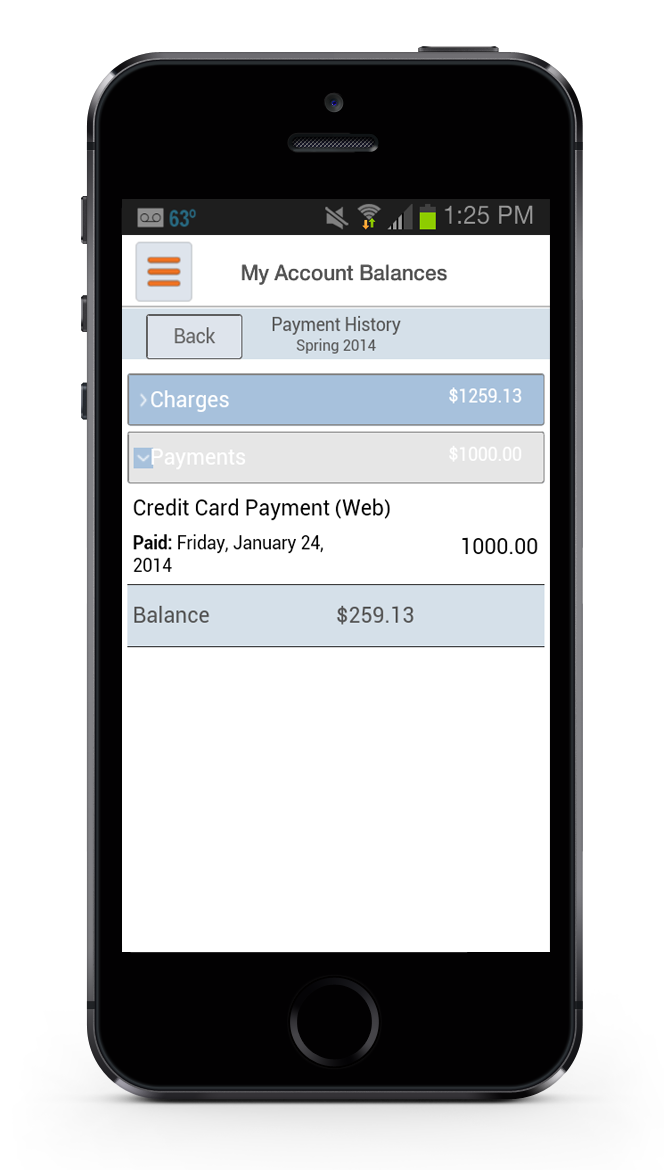 63° 1:25 PM
My Account Balances
Back
Payment History
Spring 2014
Charges $1259.13
Payments $1000.00
Credit Card Payment (Web)
Paid: Friday, January 24,
2014
1000.00
Balance $259.13